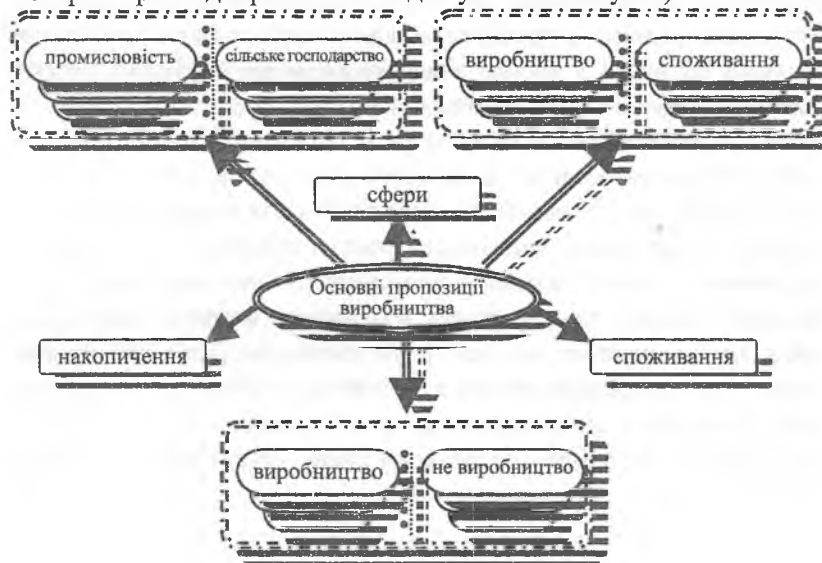 промисловість
сільське господарство
виробництво
споживання
сфери
Основні пропозиції
виробництва
накопичення
споживання
виробництво
не виробництво